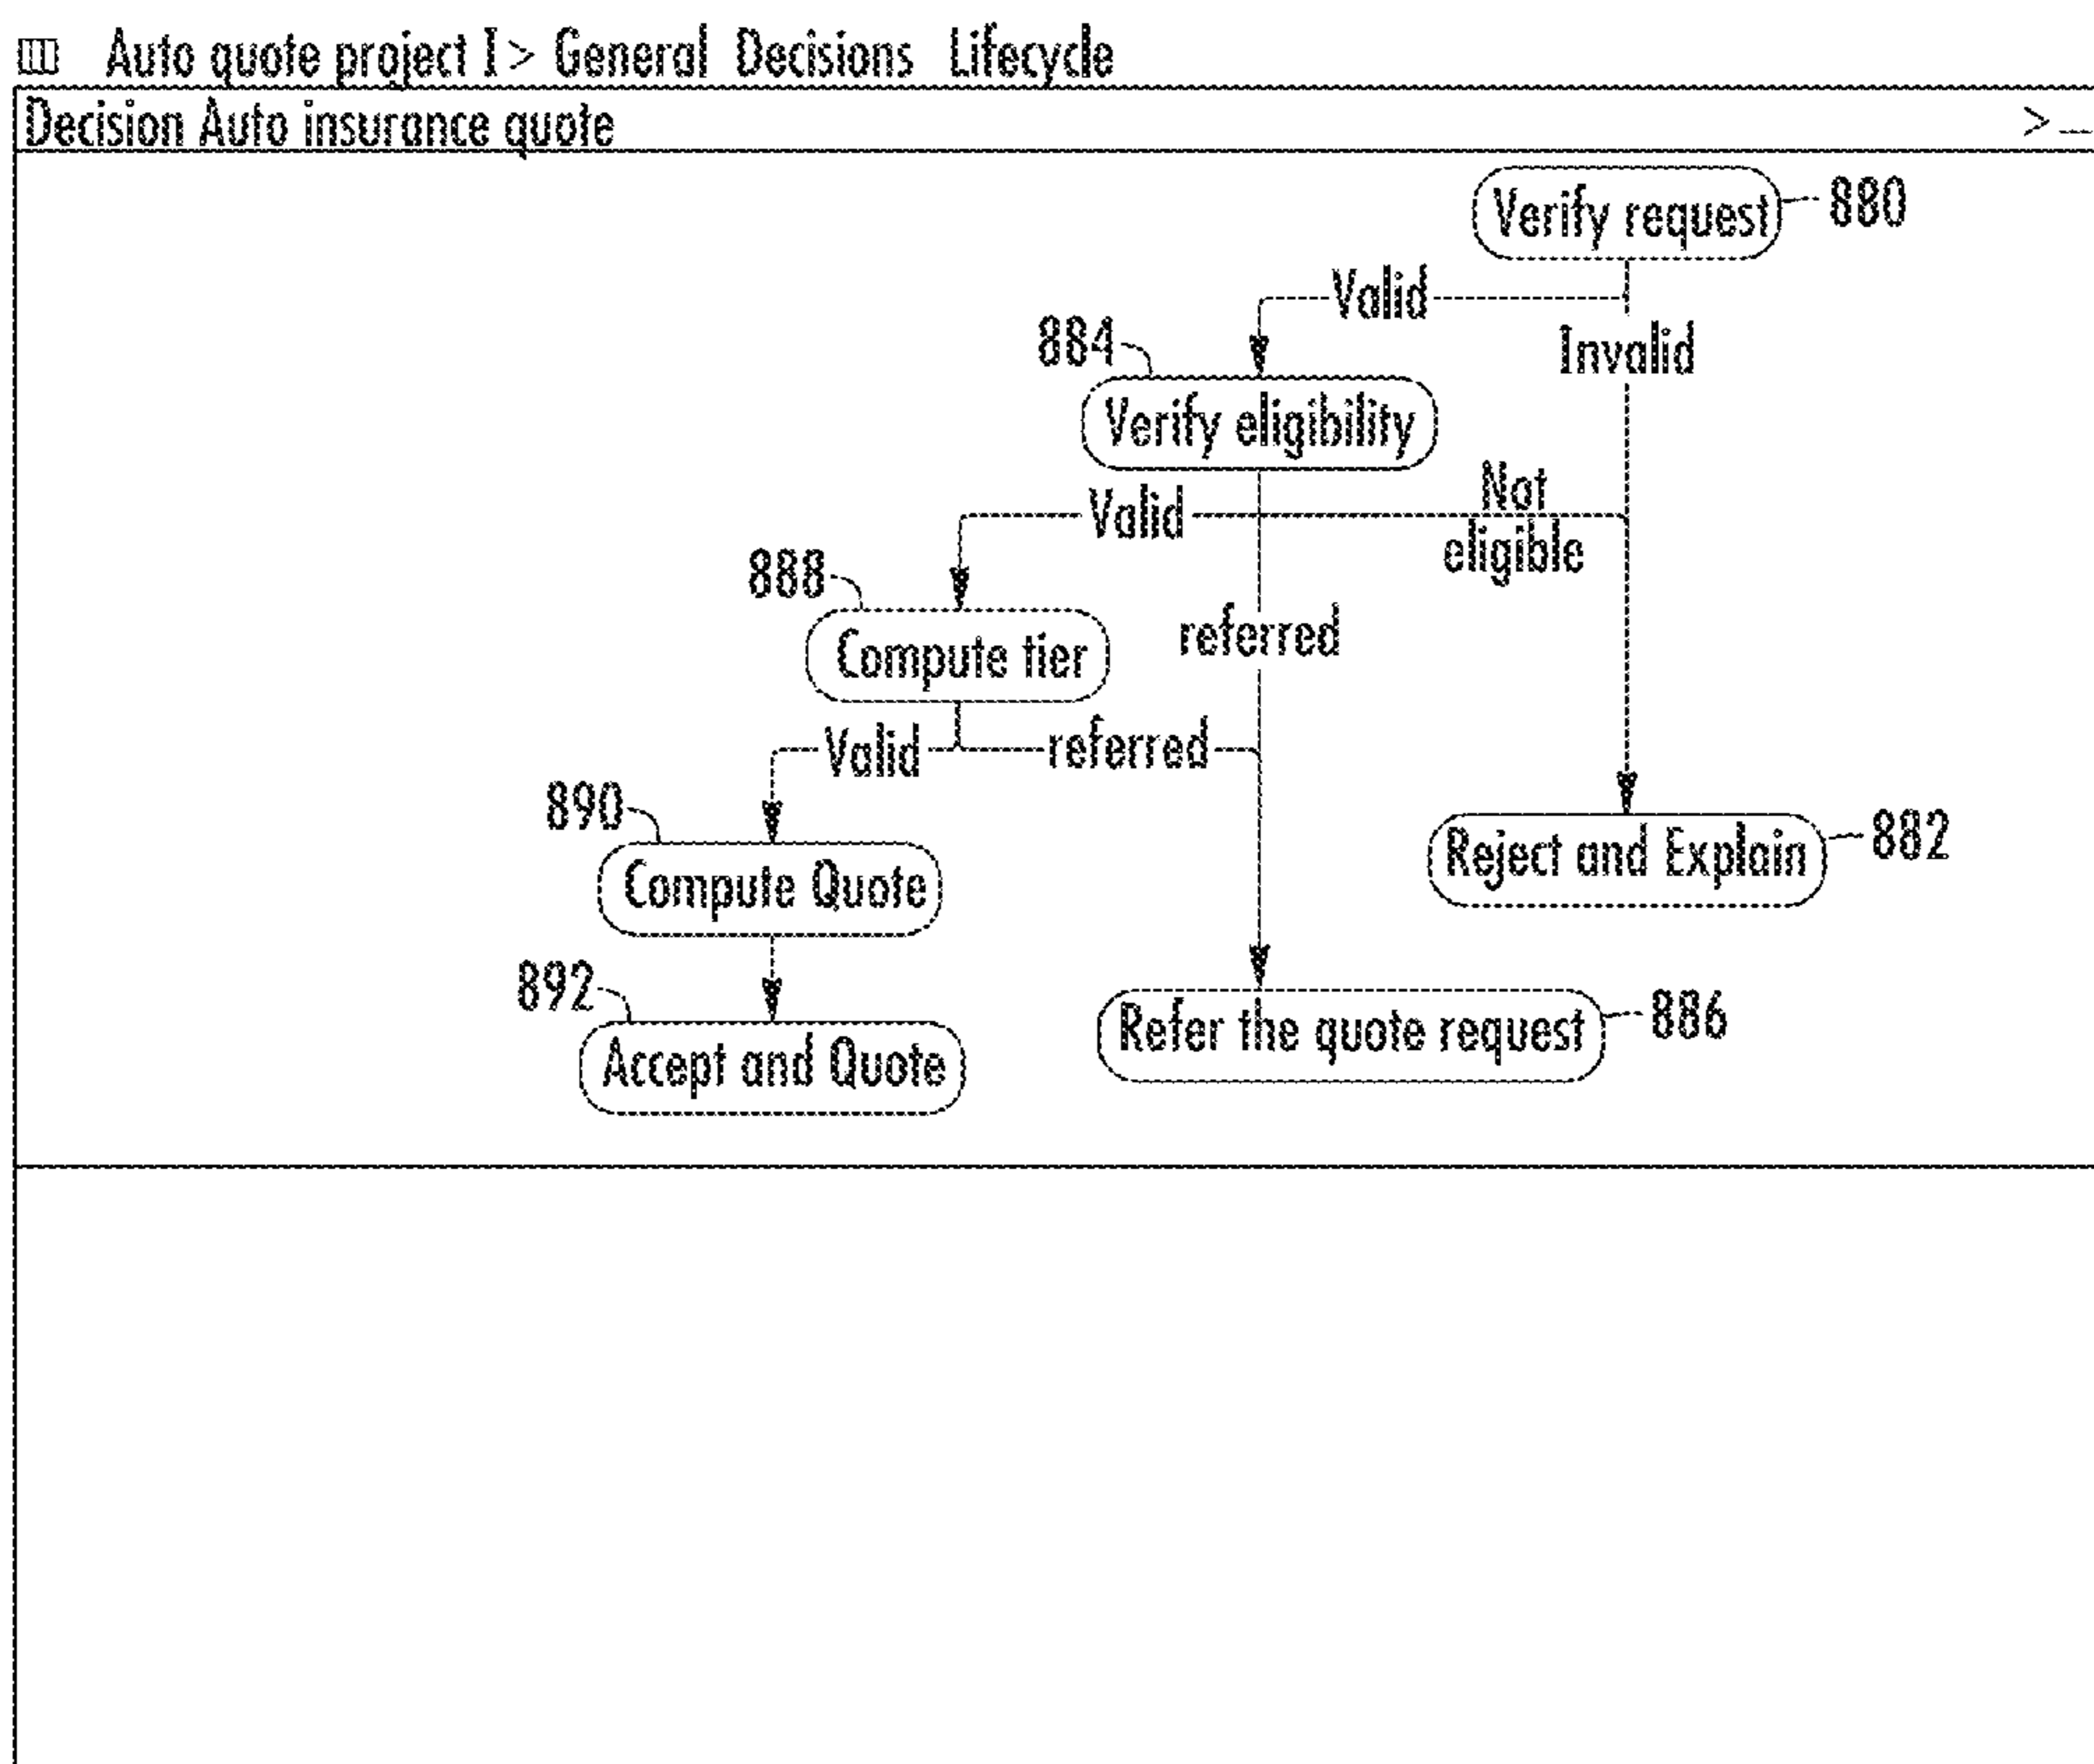 Auto quote project I > General Decisions Lifecycle
Decision Auto insurance quote >...
Verify request 880
Valid
Invalid
884
Verify eligibility
Not
eligible
Valid
888
Compute tier
referred
Valid
referred
890
Compute Quote
Reject and Explain 882
892
Accept and Quote
Refer the quote request 886